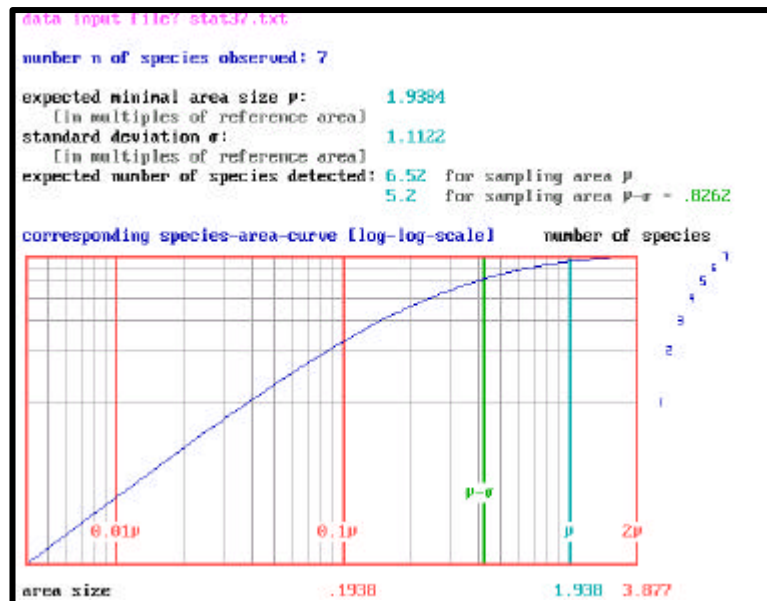 data input file? stat37.txt
number n of species observed: 7
expected minimal area size μ: 1.9384
[in multiples of reference area]
standard deviation σ: 1.1122
[in multiples of reference area]
expected number of species detected: 6.52 for sampling area μ
5.2 for sampling area μ-σ = .8262
corresponding species-area-curve [log-log-scale] number of species
7
6
5
4
3
2
1
μ-σ
0.01μ 0.1μ μ 2μ
area size .1938 1.938 3.877